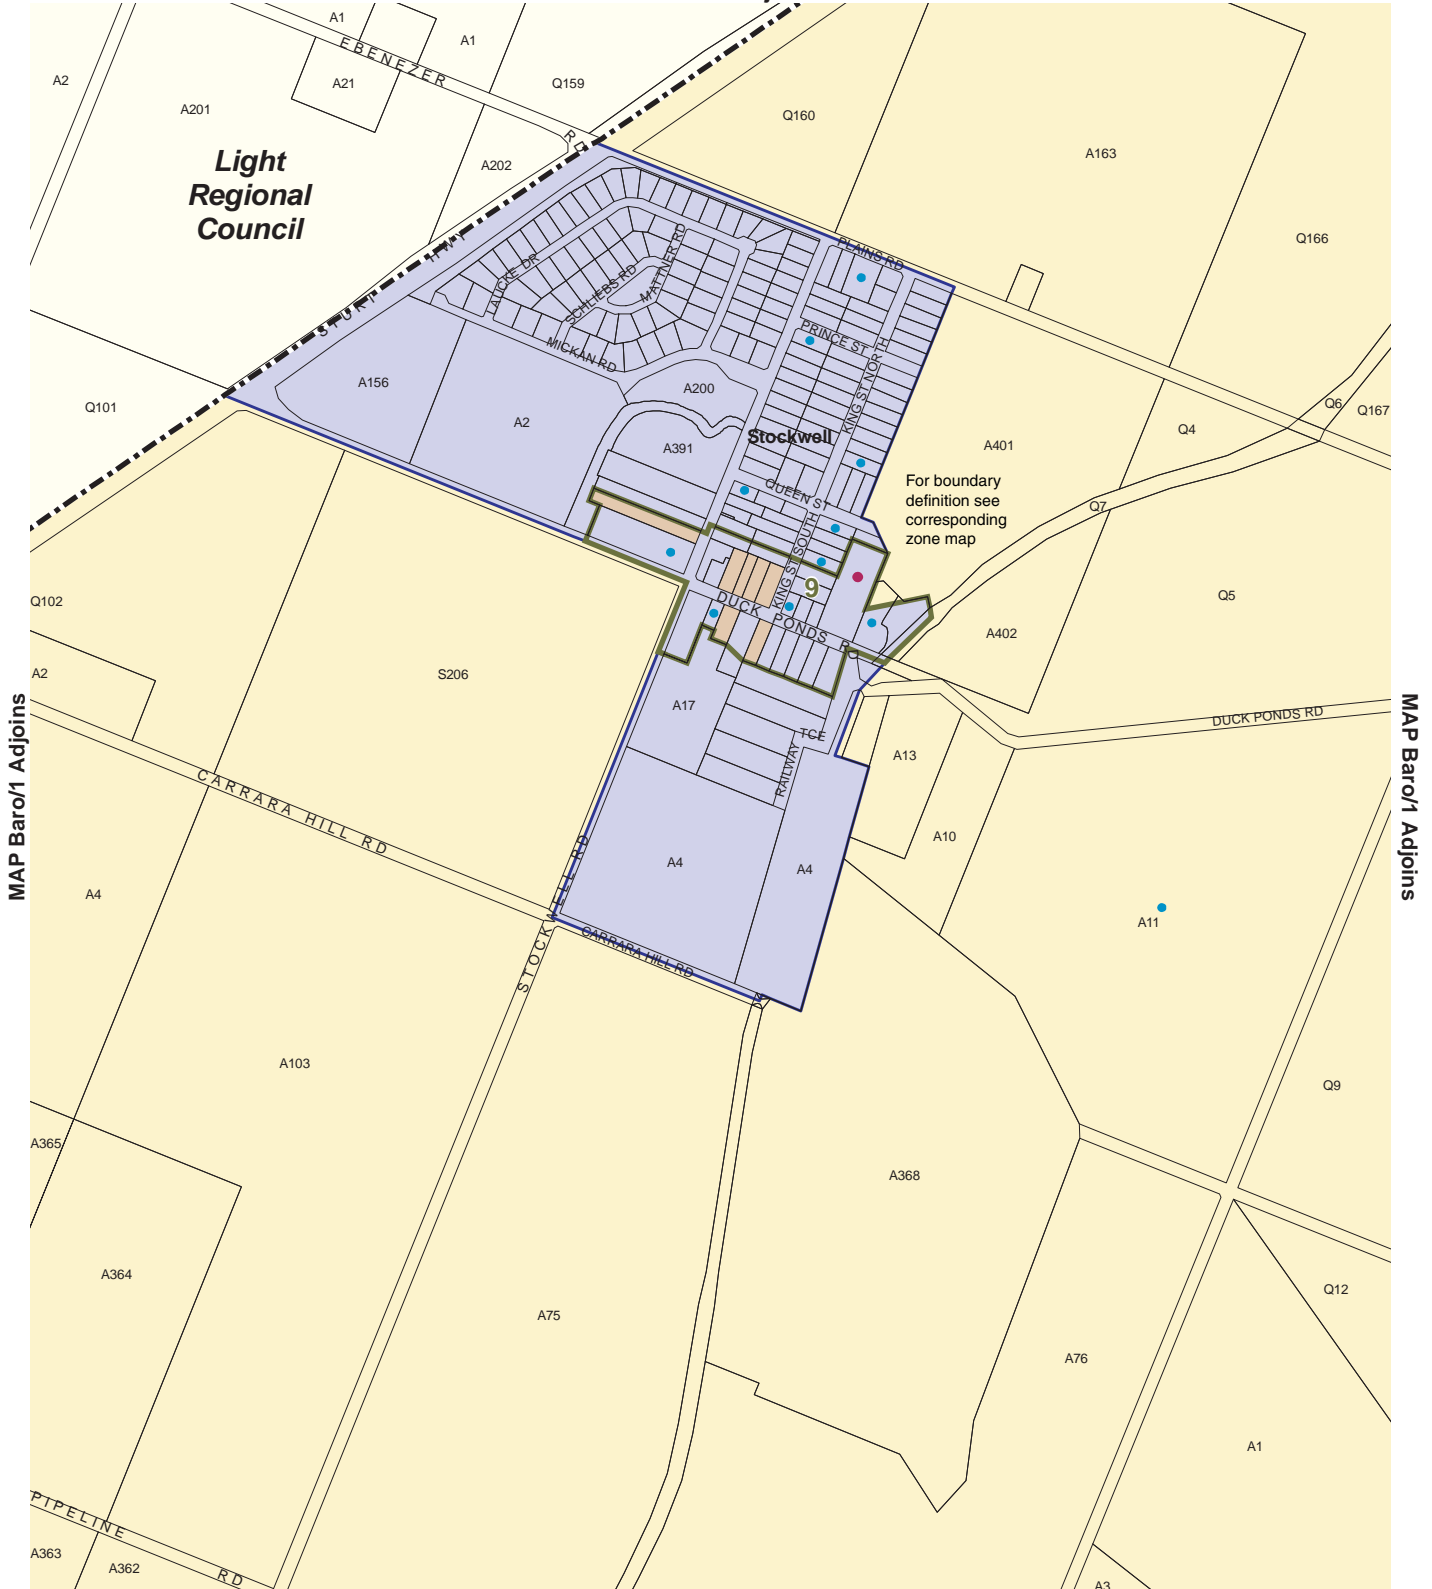 A1
A1
EBENEZER
A2
A21
Q159
A201
Q160
RD
A163
Light
Regional
Council
A202
Q166
HWY
PLAINS RD
MATTNER RD
LAUCKE DR
SCHLIEBS RD
STURT
PRINCE ST
MICKAN RD
KING ST NORTH
A156
A200
Q101
Q6
Q167
A2
Stockwell
Q4
A391
A401
For boundary
definition see
corresponding
zone map
QUEEN ST
Q7
KING ST SOUTH
9
Q102
DUCK PONDS RD
Q5
A402
A2
S206
MAP Baro/1 Adjoins
MAP Baro/1 Adjoins
A17
DUCK PONDS RD
RAILWAY TCE
A13
CARRARA HILL RD
A10
A4
A4
A4
STOCKWELL RD
A11
CARRARA HILL RD
A103
Q9
A365
A368
A364
Q12
A75
A76
A1
PIPELINE RD
A363
A362
A3